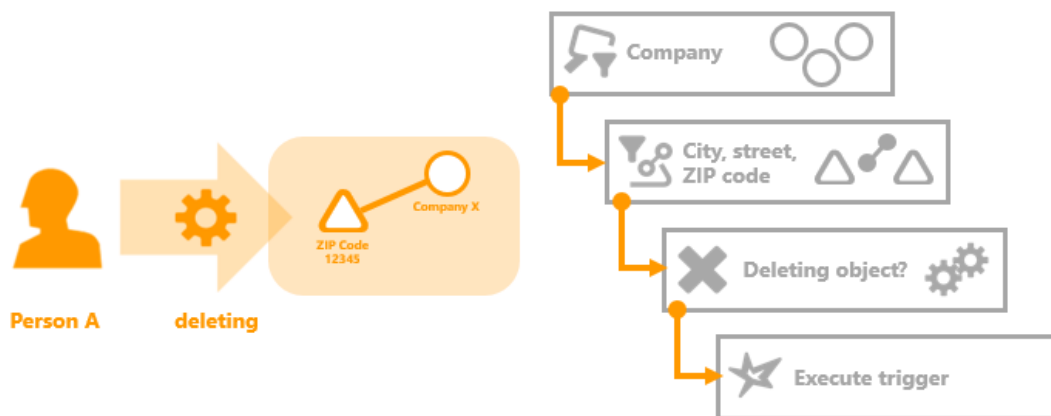 Company
City, street,
ZIP code
Company X
ZIP Code
12345
Deleting object?
Person A
deleting
Execute trigger